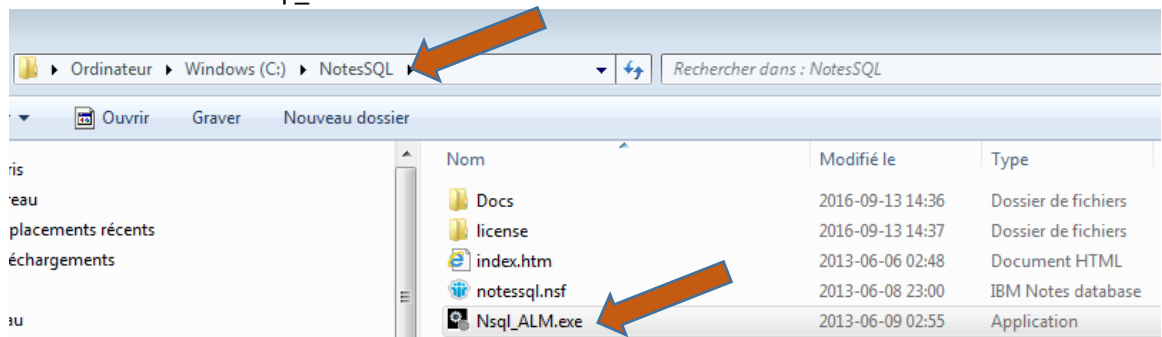 Ordinateur Windows (C:) NotesSQL Rechercher dans : NotesSQL
Ouvrir Graver Nouveau dossier
Nom Modifié le Type
ris
reau
Docs 2016-09-13 14:36 Dossier de fichiers
placements récents
license 2016-09-13 14:37 Dossier de fichiers
échargements
index.htm 2013-06-06 02:48 Document HTML
notessql.nsf 2013-06-08 23:00 IBM Notes database
au
Nsql_ALM.exe 2013-06-09 02:55 Application